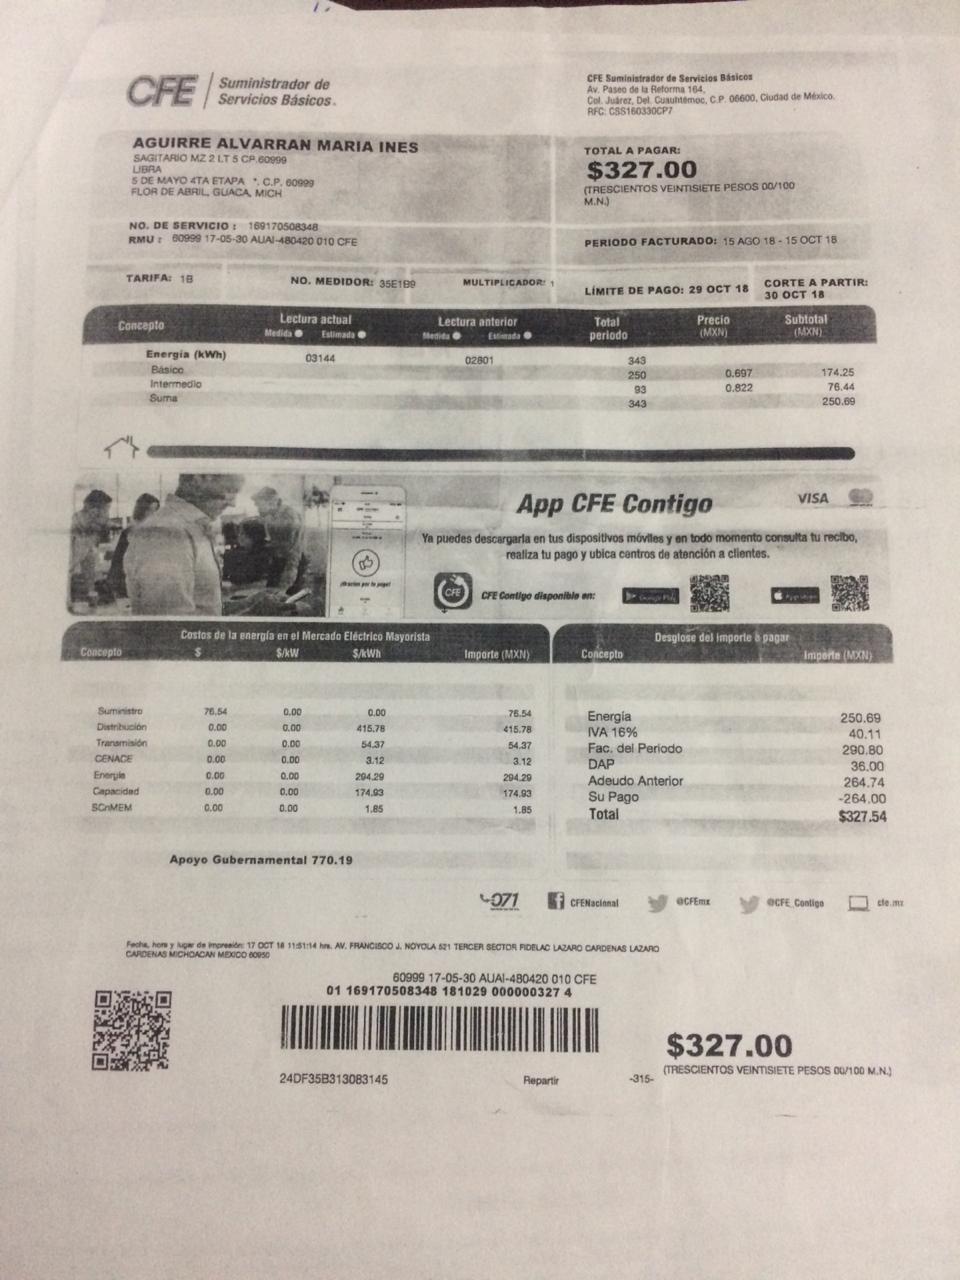 CFE Suministrador de
Servicios Básicos.
CFE Suministrador de Servicios Básicos
Av. Paseo de la Reforma 164,
Col. Juárez, Del. Cuauhtémoc, C.P. 06600, Ciudad de México.
RFC: CSS160330CP7
AGUIRRE ALVARRAN MARIA INES
SAGITARIO MZ 2 LT 5 CP.60999
LIBRA
5 DE MAYO 4TA ETAPA *. C.P. 60999
FLOR DE ABRIL, GUACA, MICH
TOTAL A PAGAR:
$327.00
(TRESCIENTOS VEINTISIETE PESOS 00/100
M.N.)
NO. DE SERVICIO : 169170508348
RMU : 60999 17-05-30 AUAI-480420 010 CFE
PERIODO FACTURADO: 15 AGO 18 - 15 OCT 18
TARIFA: 1B NO. MEDIDOR: 35E1B9 MULTIPLICADOR: 1
LÍMITE DE PAGO: 29 OCT 18 CORTE A PARTIR:
30 OCT 18
Concepto Lectura actual Lectura anterior Total periodo Precio (MXN) Subtotal (MXN)
Medida Estimada Medida Estimada
Energía (kWh) 03144 02801 343
Básico 250 0.697 174.25
Intermedio 93 0.822 76.44
Suma 343 250.69
App CFE Contigo VISA
Ya puedes descargarla en tus dispositivos móviles y en todo momento consulta tu recibo,
realiza tu pago y ubica centros de atención a clientes.
¡Gracias por tu pago!
CFE CFE Contigo disponible en: Google Play App Store
Costos de la energía en el Mercado Eléctrico Mayorista
Concepto $ $/kW $/kWh Importe (MXN)
Suministro 76.54 0.00 0.00 76.54
Distribución 0.00 0.00 415.78 415.78
Transmisión 0.00 0.00 54.37 54.37
CENACE 0.00 0.00 3.12 3.12
Energía 0.00 0.00 294.29 294.29
Capacidad 0.00 0.00 174.93 174.93
SCnMEM 0.00 0.00 1.85 1.85
Apoyo Gubernamental 770.19
Desglose del importe a pagar
Concepto Importe (MXN)
Energía 250.69
IVA 16% 40.11
Fac. del Periodo 290.80
DAP 36.00
Adeudo Anterior 264.74
Su Pago -264.00
Total $327.54
071 CFENacional @CFEmx @CFE_Contigo cfe.mx
Fecha, hora y lugar de impresión: 17 OCT 18 11:51:14 hrs. AV. FRANCISCO J. NOYOLA 521 TERCER SECTOR FIDELAC LAZARO CARDENAS LAZARO
CARDENAS MICHOACAN MEXICO 60950
60999 17-05-30 AUAI-480420 010 CFE
01 169170508348 181029 000000327 4
24DF35B313083145 Repartir -315-
$327.00
(TRESCIENTOS VEINTISIETE PESOS 00/100 M.N.)